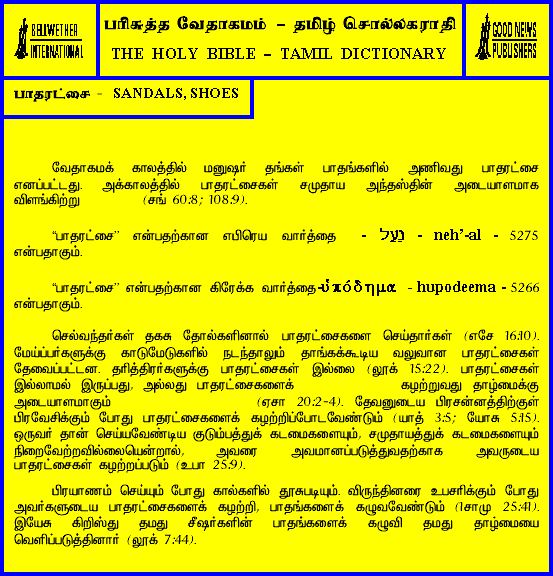 BELLWETHER
INTERNATIONAL
பரிசுத்த வேதாகமம் – தமிழ் சொல்லகராதி
THE HOLY BIBLE – TAMIL DICTIONARY
GOOD NEWS
PUBLISHERS
பாதரட்சை - SANDALS, SHOES
வேதாகமக் காலத்தில் மனுஷர் தங்கள் பாதங்களில் அணிவது பாதரட்சை
எனப்பட்டது. அக்காலத்தில் பாதரட்சைகள் சமுதாய அந்தஸ்தின் அடையாளமாக
விளங்கிற்று (சங் 60:8; 108:9).
“பாதரட்சை” என்பதற்கான எபிரெய வார்த்தை - נַעַל - neh’-al - 5275
என்பதாகும்.
“பாதரட்சை” என்பதற்கான கிரேக்க வார்த்தை-ὑπόδημα - hupodeema - 5266
என்பதாகும்.
செல்வந்தர்கள் தகசு தோல்களினால் பாதரட்சைகளை செய்தார்கள் (எசே 16:10).
மேய்ப்பர்களுக்கு காடுமேடுகளில் நடந்தாலும் தாங்கக்கூடிய வலுவான பாதரட்சைகள்
தேவைப்பட்டன. தரித்திரர்களுக்கு பாதரட்சைகள் இல்லை (லூக் 15:22). பாதரட்சைகள்
இல்லாமல் இருப்பது, அல்லது பாதரட்சைகளைக் கழற்றுவது தாழ்மைக்கு
அடையாளமாகும் (ஏசா 20:2-4). தேவனுடைய பிரசன்னத்திற்குள்
பிரவேசிக்கும் போது பாதரட்சைகளைக் கழற்றிப்போடவேண்டும் (யாத் 3:5; யோசு 5:15).
ஒருவர் தான் செய்யவேண்டிய குடும்பத்துக் கடமைகளையும், சமுதாயத்துக் கடமைகளையும்
நிறைவேற்றவில்லையென்றால், அவரை அவமானப்படுத்துவதற்காக அவருடைய
பாதரட்சைகள் கழற்றப்படும் (உபா 25:9).
பிரயாணம் செய்யும் போது கால்களில் தூசுபடியும். விருந்தினரை உபசரிக்கும் போது
அவர்களுடைய பாதரட்சைகளைக் கழற்றி, பாதங்களைக் கழுவவேண்டும் (1சாமு 25:41).
இயேசு கிறிஸ்து தமது சீஷர்களின் பாதங்களைக் கழுவி தமது தாழ்மையை
வெளிப்படுத்தினார் (லூக் 7:44).